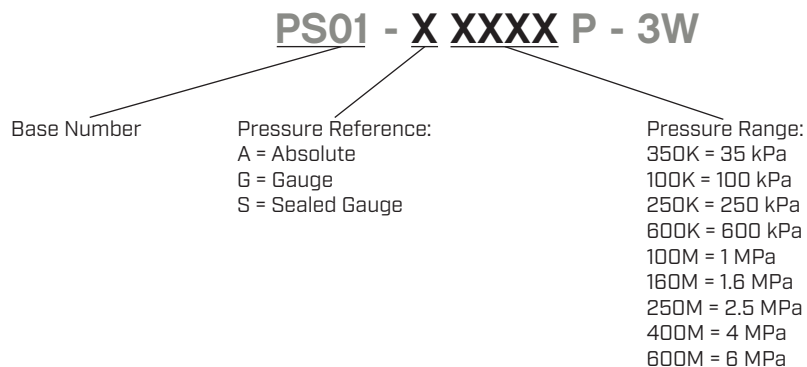 PS01 - X XXXX P - 3W
Base Number
Pressure Reference:
A = Absolute
G = Gauge
S = Sealed Gauge
Pressure Range:
350K = 35 kPa
100K = 100 kPa
250K = 250 kPa
600K = 600 kPa
100M = 1 MPa
160M = 1.6 MPa
250M = 2.5 MPa
400M = 4 MPa
600M = 6 MPa